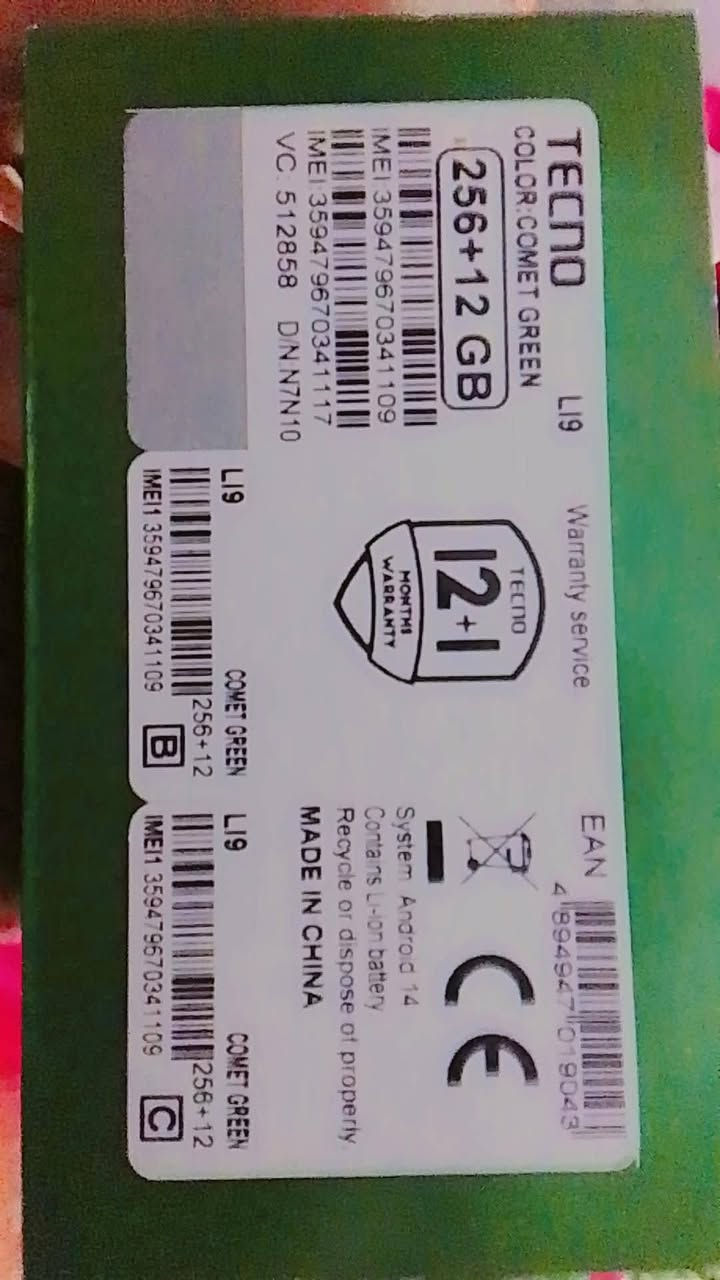 TECNO LI9
COLOR:COMET GREEN
256+12 GB
IMEI:359479670341109
IMEI:359479670341117
VC: 512858 D/N:N7N10
Warranty service
TECNO
12+1
MONTHS
WARRANTY
EAN
4894947019043
System Android 14
Contains Li-ion battery
Recycle or dispose of properly
MADE IN CHINA
CE
LI9 COMET GREEN
256+12
IMEI1 359479670341109
B
LI9 COMET GREEN
256+12
IMEI1 359479670341109
C